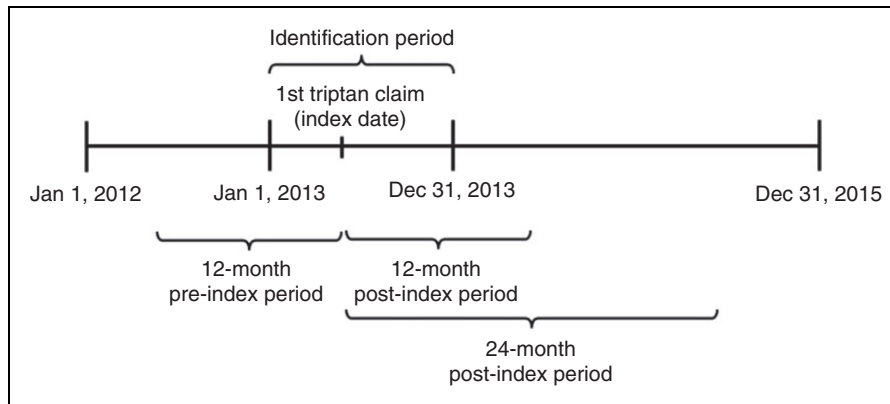 Identification period
1st triptan claim
(index date)
Jan 1, 2012
Jan 1, 2013
Dec 31, 2013
Dec 31, 2015
12-month
pre-index period
12-month
post-index period
24-month
post-index period